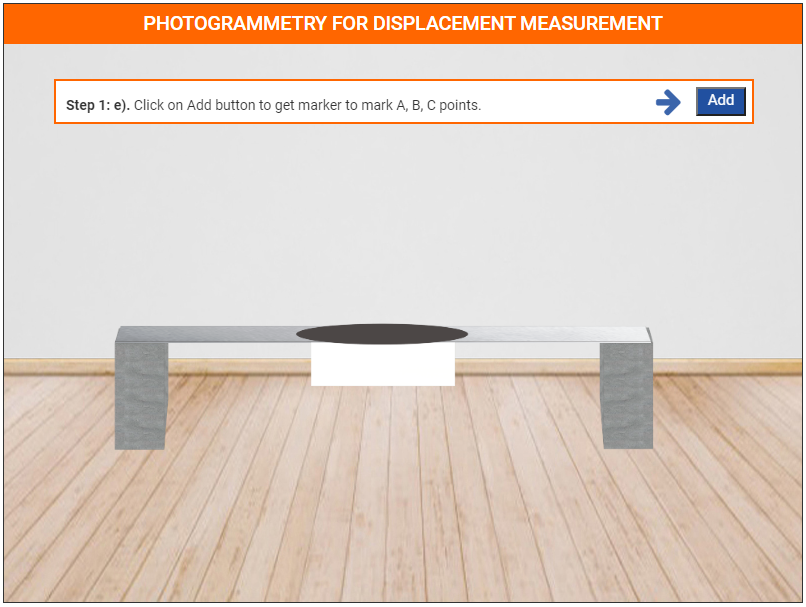 PHOTOGRAMMETRY FOR DISPLACEMENT MEASUREMENT
Step 1: e). Click on Add button to get marker to mark A, B, C points.
Add